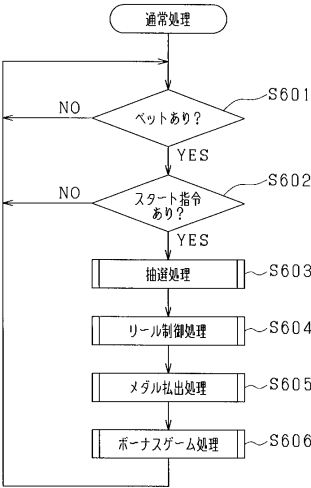 通常処理
S601
ベットあり?
NO
YES
S602
スタート指令
あり?
NO
YES
抽選処理
S603
リール制御処理
S604
メダル払出処理
S605
ボーナスゲーム処理
S606